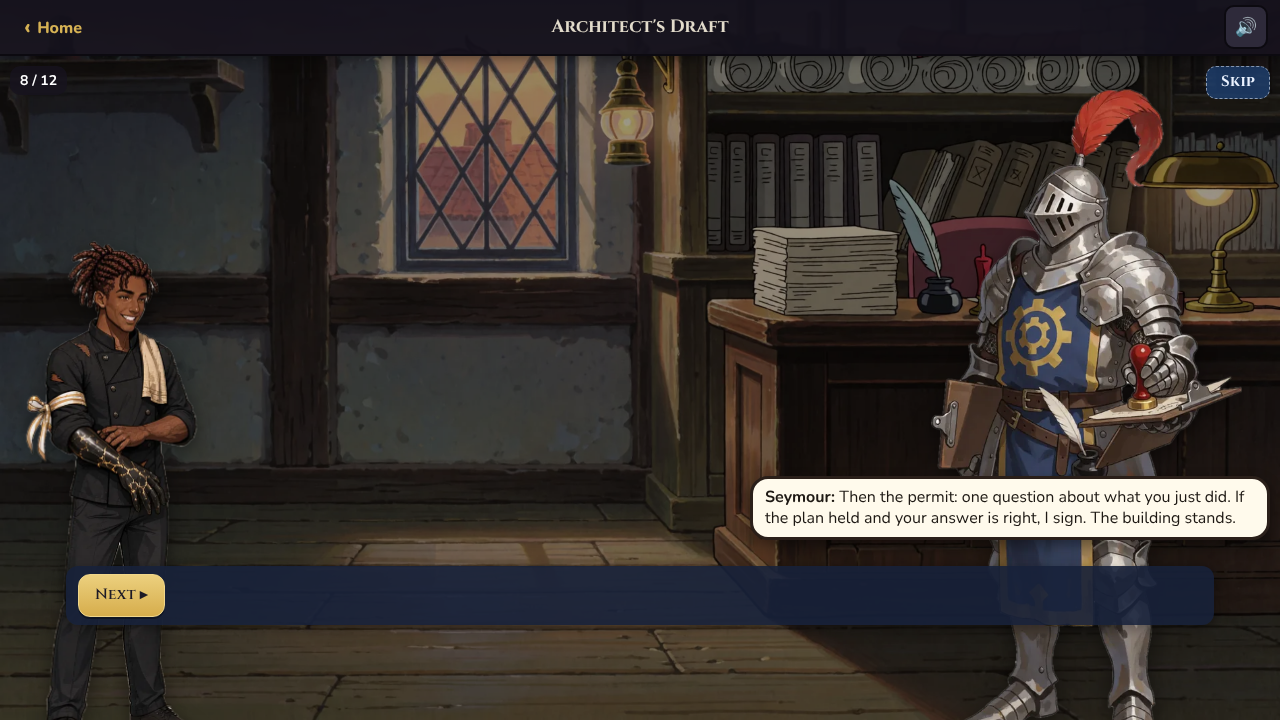 ‹ Home
Architect's Draft
8 / 12
Skip
Seymour: Then the permit: one question about what you just did. If
the plan held and your answer is right, I sign. The building stands.
Next ▸